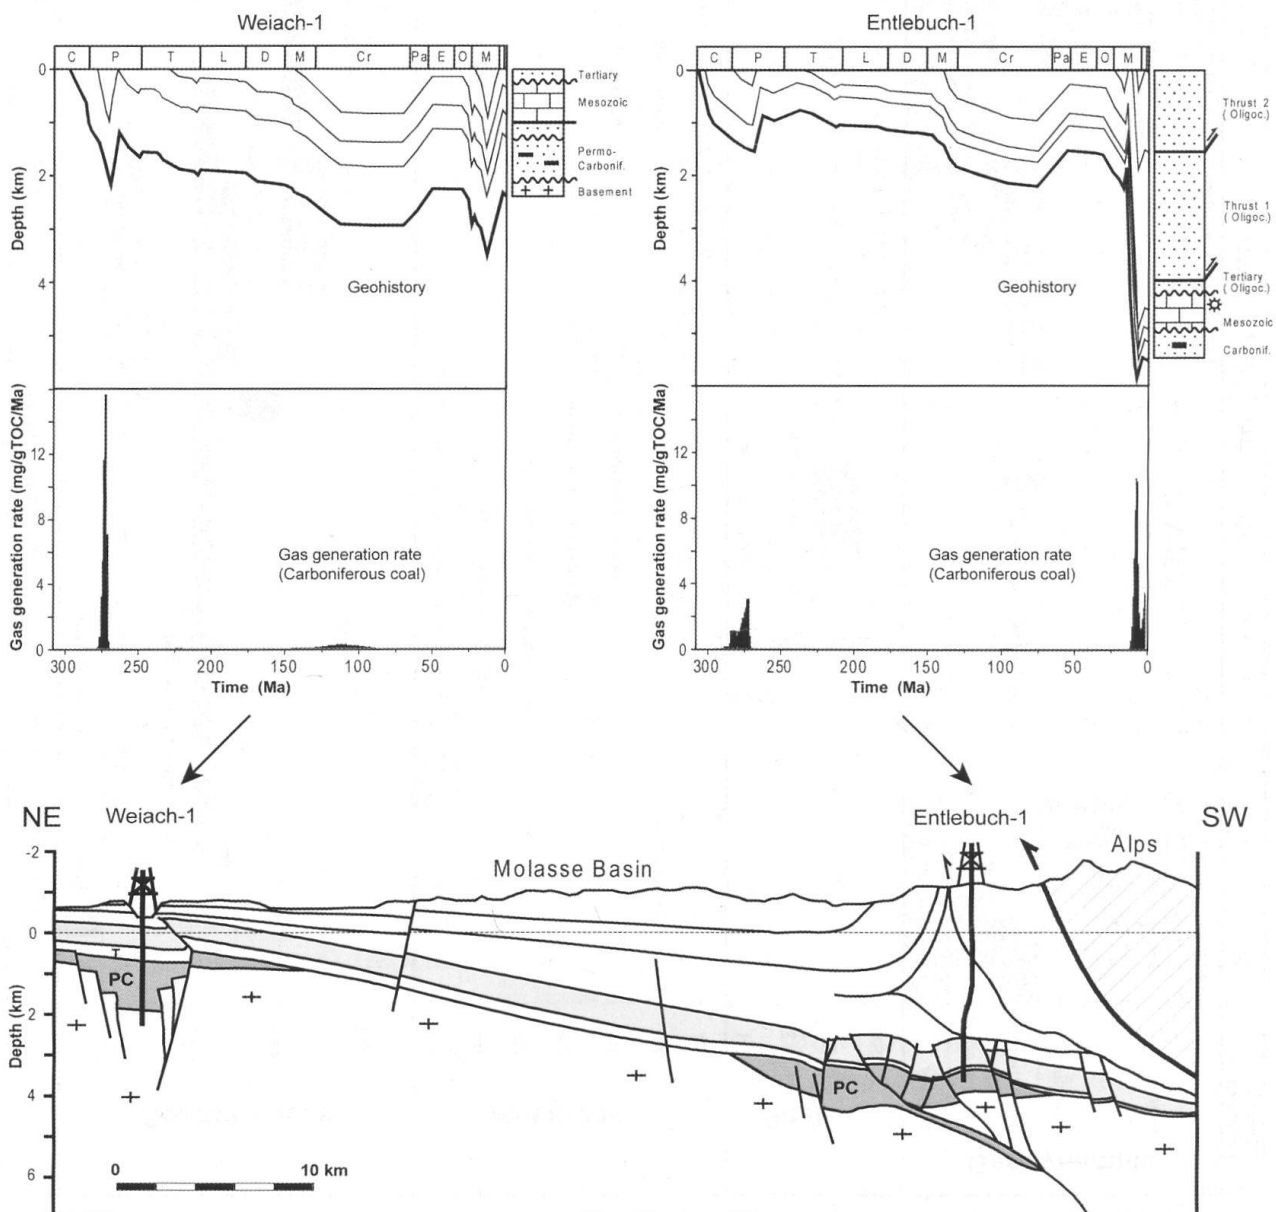 Weiach-1
C P T L D M Cr Pa E O M
0
2
4
Depth (km)
Geohistory
Tertiary
Mesozoic
Permo-
Carbonif.
Basement
12
8
4
0
Gas generation rate (mg/gTOC/Ma)
Gas generation rate
(Carboniferous coal)
300 250 200 150 100 50 0
Time (Ma)
Entlebuch-1
C P T L D M Cr Pa E O M
0
2
4
Depth (km)
Geohistory
Thrust 2
( Oligoc.)
Thrust 1
( Oligoc.)
Tertiary
( Oligoc.)
Mesozoic
Carbonif.
12
8
4
0
Gas generation rate (mg/gTOC/Ma)
Gas generation rate
(Carboniferous coal)
300 250 200 150 100 50 0
Time (Ma)
NE
Weiach-1
Entlebuch-1
SW
Alps
Molasse Basin
-2
0
2
4
6
Depth (km)
T
PC
PC
0 10 km